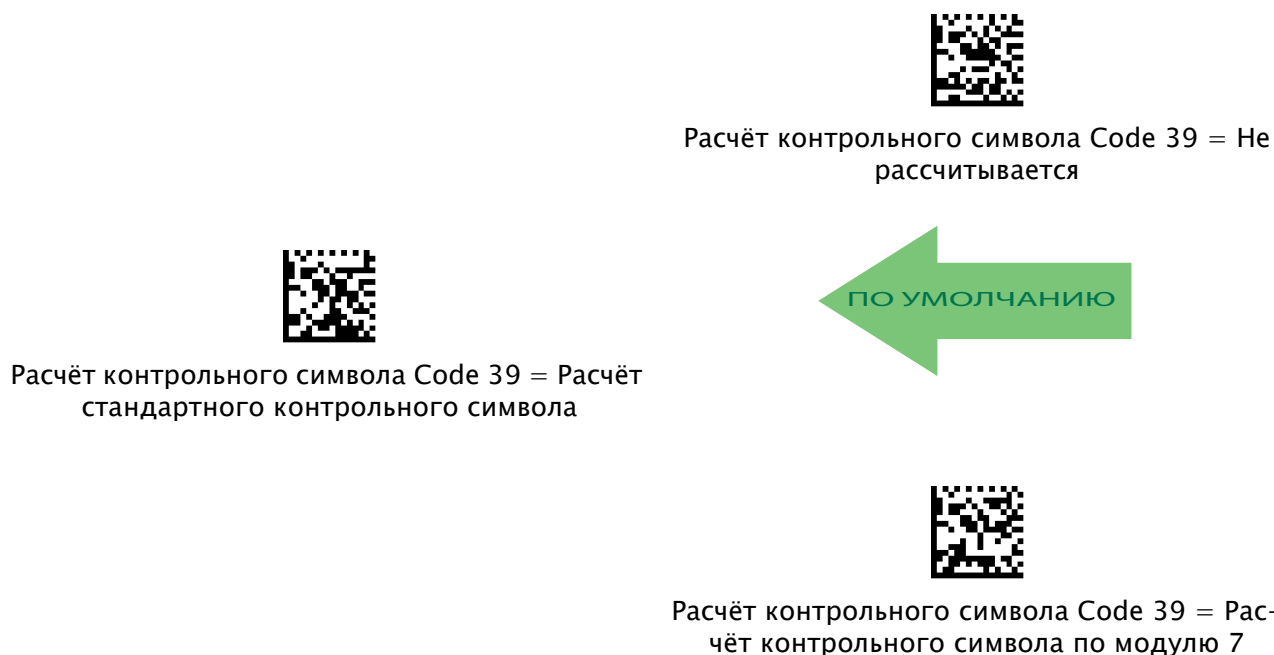 Расчёт контрольного символа Code 39 = Не
рассчитывается
ПО УМОЛЧАНИЮ
Расчёт контрольного символа Code 39 = Расчёт
стандартного контрольного символа
Расчёт контрольного символа Code 39 = Рас-
чёт контрольного символа по модулю 7